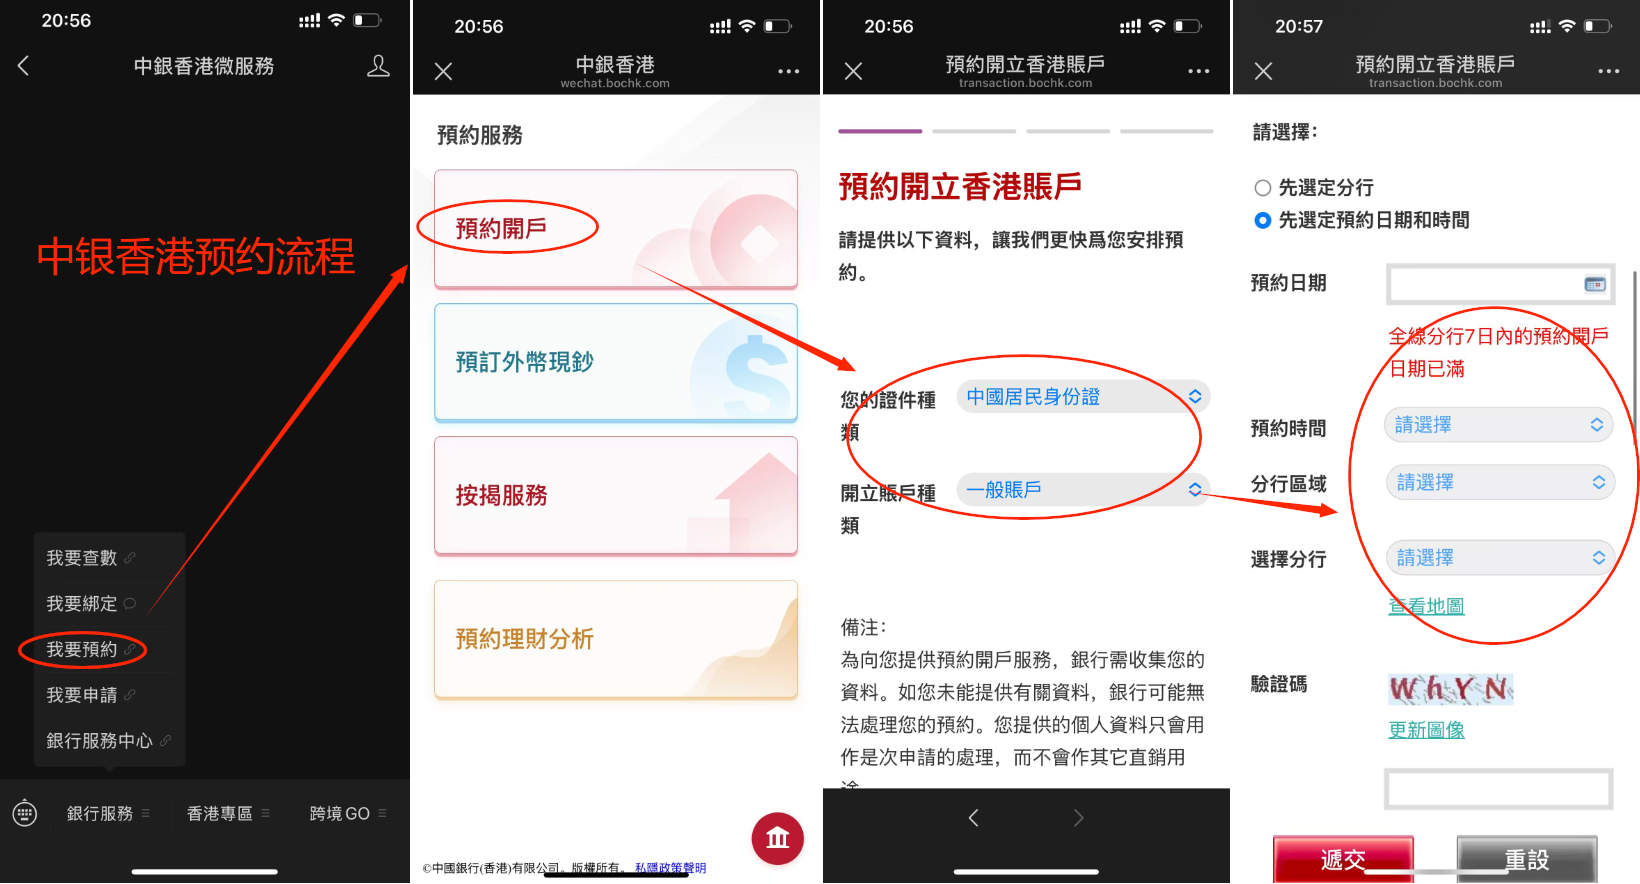 20:56
中銀香港微服務
中银香港预约流程
我要查數
我要綁定
我要預約
我要申請
銀行服務中心
銀行服務
香港專區
跨境GO
20:56
中銀香港
wechat.bochk.com
預約服務
預約開戶
預訂外幣現鈔
按揭服務
預約理財分析
©中國銀行(香港)有限公司。版權所有。 私隱政策聲明
20:56
預約開立香港賬戶
transaction.bochk.com
預約開立香港賬戶
請提供以下資料，讓我們更快爲您安排預
約。
您的證件種
類
中國居民身份證
開立賬戶種
類
一般賬戶
備注：
為向您提供預約開戶服務，銀行需收集您的
資料。如您未能提供有關資料，銀行可能無
法處理您的預約。您提供的個人資料只會用
作是次申請的處理，而不會作其它直銷用
途
20:57
預約開立香港賬戶
transaction.bochk.com
請選擇：
先選定分行
先選定預約日期和時間
預約日期
全線分行7日內的預約開戶
日期已滿
預約時間
請選擇
分行區域
請選擇
選擇分行
請選擇
查看地圖
驗證碼
WhYN
更新圖像
遞交
重設